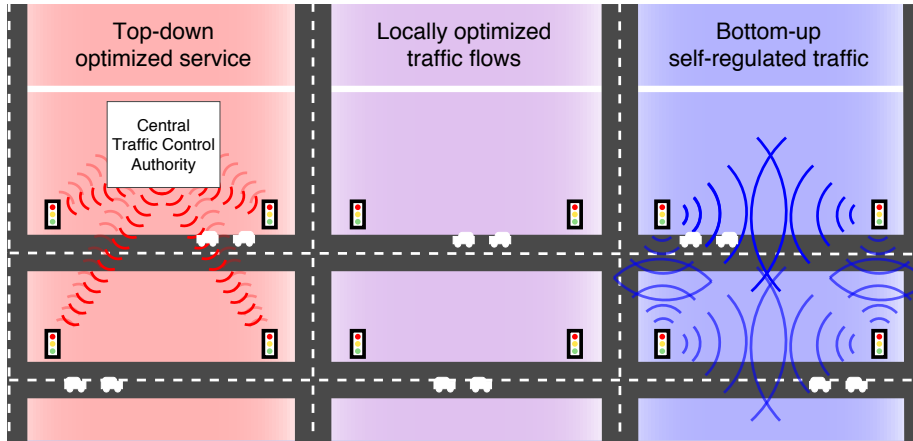 Top-down
optimized service
Locally optimized
traffic flows
Bottom-up
self-regulated traffic
Central
Traffic Control
Authority